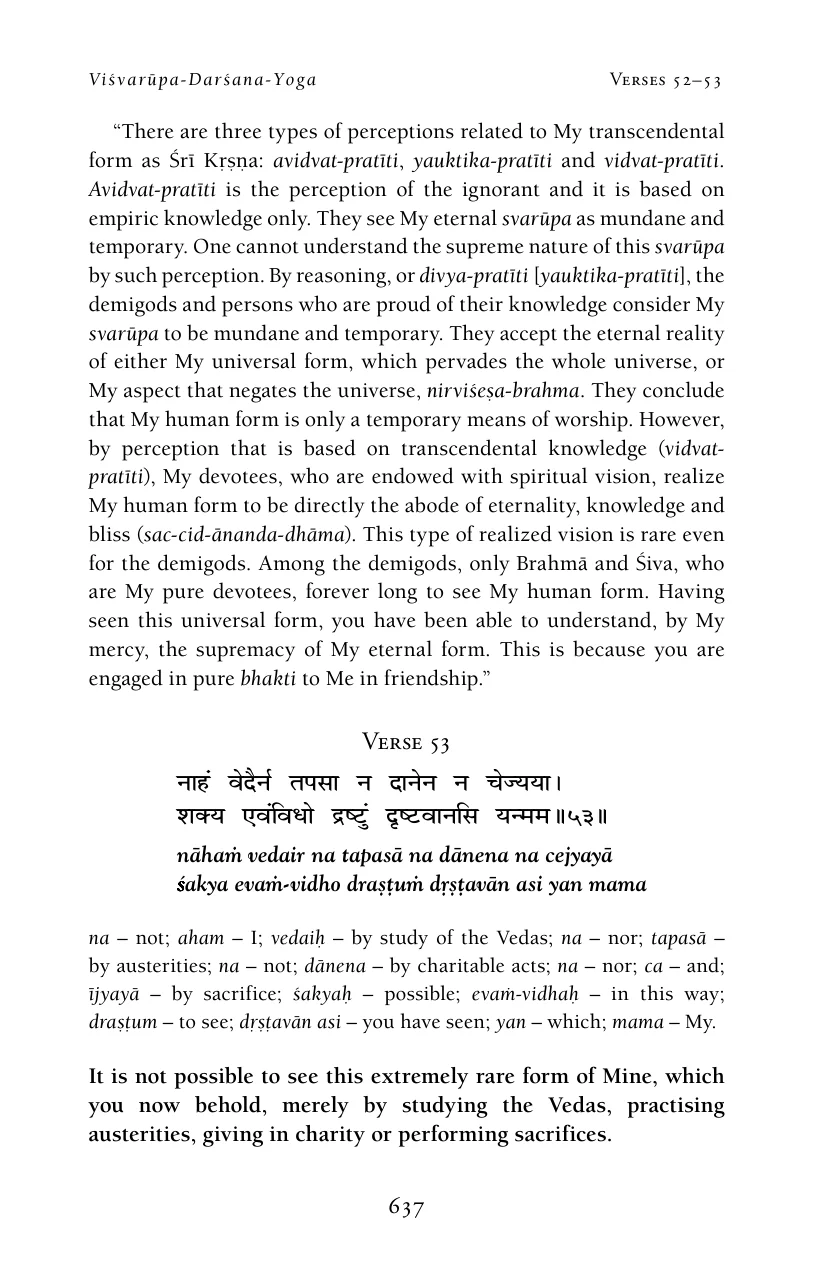 Viśvarūpa-Darśana-Yoga Verses 52–53
“There are three types of perceptions related to My transcendental
form as Śrī Kṛṣṇa: avidvat-pratīti, yauktika-pratīti and vidvat-pratīti.
Avidvat-pratīti is the perception of the ignorant and it is based on
empiric knowledge only. They see My eternal svarūpa as mundane and
temporary. One cannot understand the supreme nature of this svarūpa
by such perception. By reasoning, or divya-pratīti [yauktika-pratīti], the
demigods and persons who are proud of their knowledge consider My
svarūpa to be mundane and temporary. They accept the eternal reality
of either My universal form, which pervades the whole universe, or
My aspect that negates the universe, nirviśeṣa-brahma. They conclude
that My human form is only a temporary means of worship. However,
by perception that is based on transcendental knowledge (vidvat-
pratīti), My devotees, who are endowed with spiritual vision, realize
My human form to be directly the abode of eternality, knowledge and
bliss (sac-cid-ānanda-dhāma). This type of realized vision is rare even
for the demigods. Among the demigods, only Brahmā and Śiva, who
are My pure devotees, forever long to see My human form. Having
seen this universal form, you have been able to understand, by My
mercy, the supremacy of My eternal form. This is because you are
engaged in pure bhakti to Me in friendship.”
Verse 53
नाहं वेदैर्न तपसा न दानेन न चेज्यया।
शक्य एवंविधो द्रष्टुं दृष्टवानसि यन्मम॥५३॥
nāhaṁ vedair na tapasā na dānena na cejyayā
śakya evaṁ-vidho draṣṭuṁ dṛṣṭavān asi yan mama
na – not; aham – I; vedaiḥ – by study of the Vedas; na – nor; tapasā –
by austerities; na – not; dānena – by charitable acts; na – nor; ca – and;
ījyayā – by sacrifice; śakyaḥ – possible; evaṁ-vidhaḥ – in this way;
draṣṭum – to see; dṛṣṭavān asi – you have seen; yan – which; mama – My.
It is not possible to see this extremely rare form of Mine, which
you now behold, merely by studying the Vedas, practising
austerities, giving in charity or performing sacrifices.
637